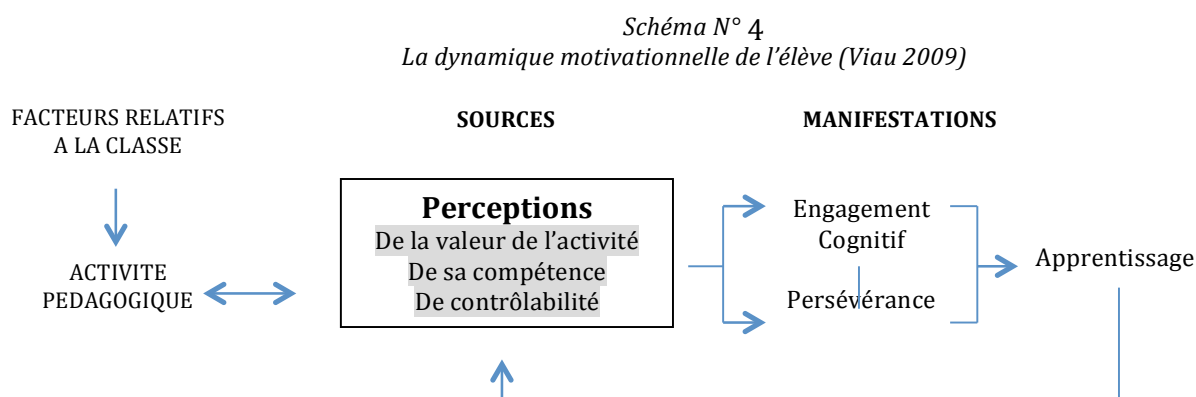 Schéma N° 4
La dynamique motivationnelle de l’élève (Viau 2009)
FACTEURS RELATIFS
A LA CLASSE
SOURCES
MANIFESTATIONS
Perceptions
De la valeur de l’activité
De sa compétence
De contrôlabilité
ACTIVITE
PEDAGOGIQUE
Engagement
Cognitif
Persévérance
Apprentissage